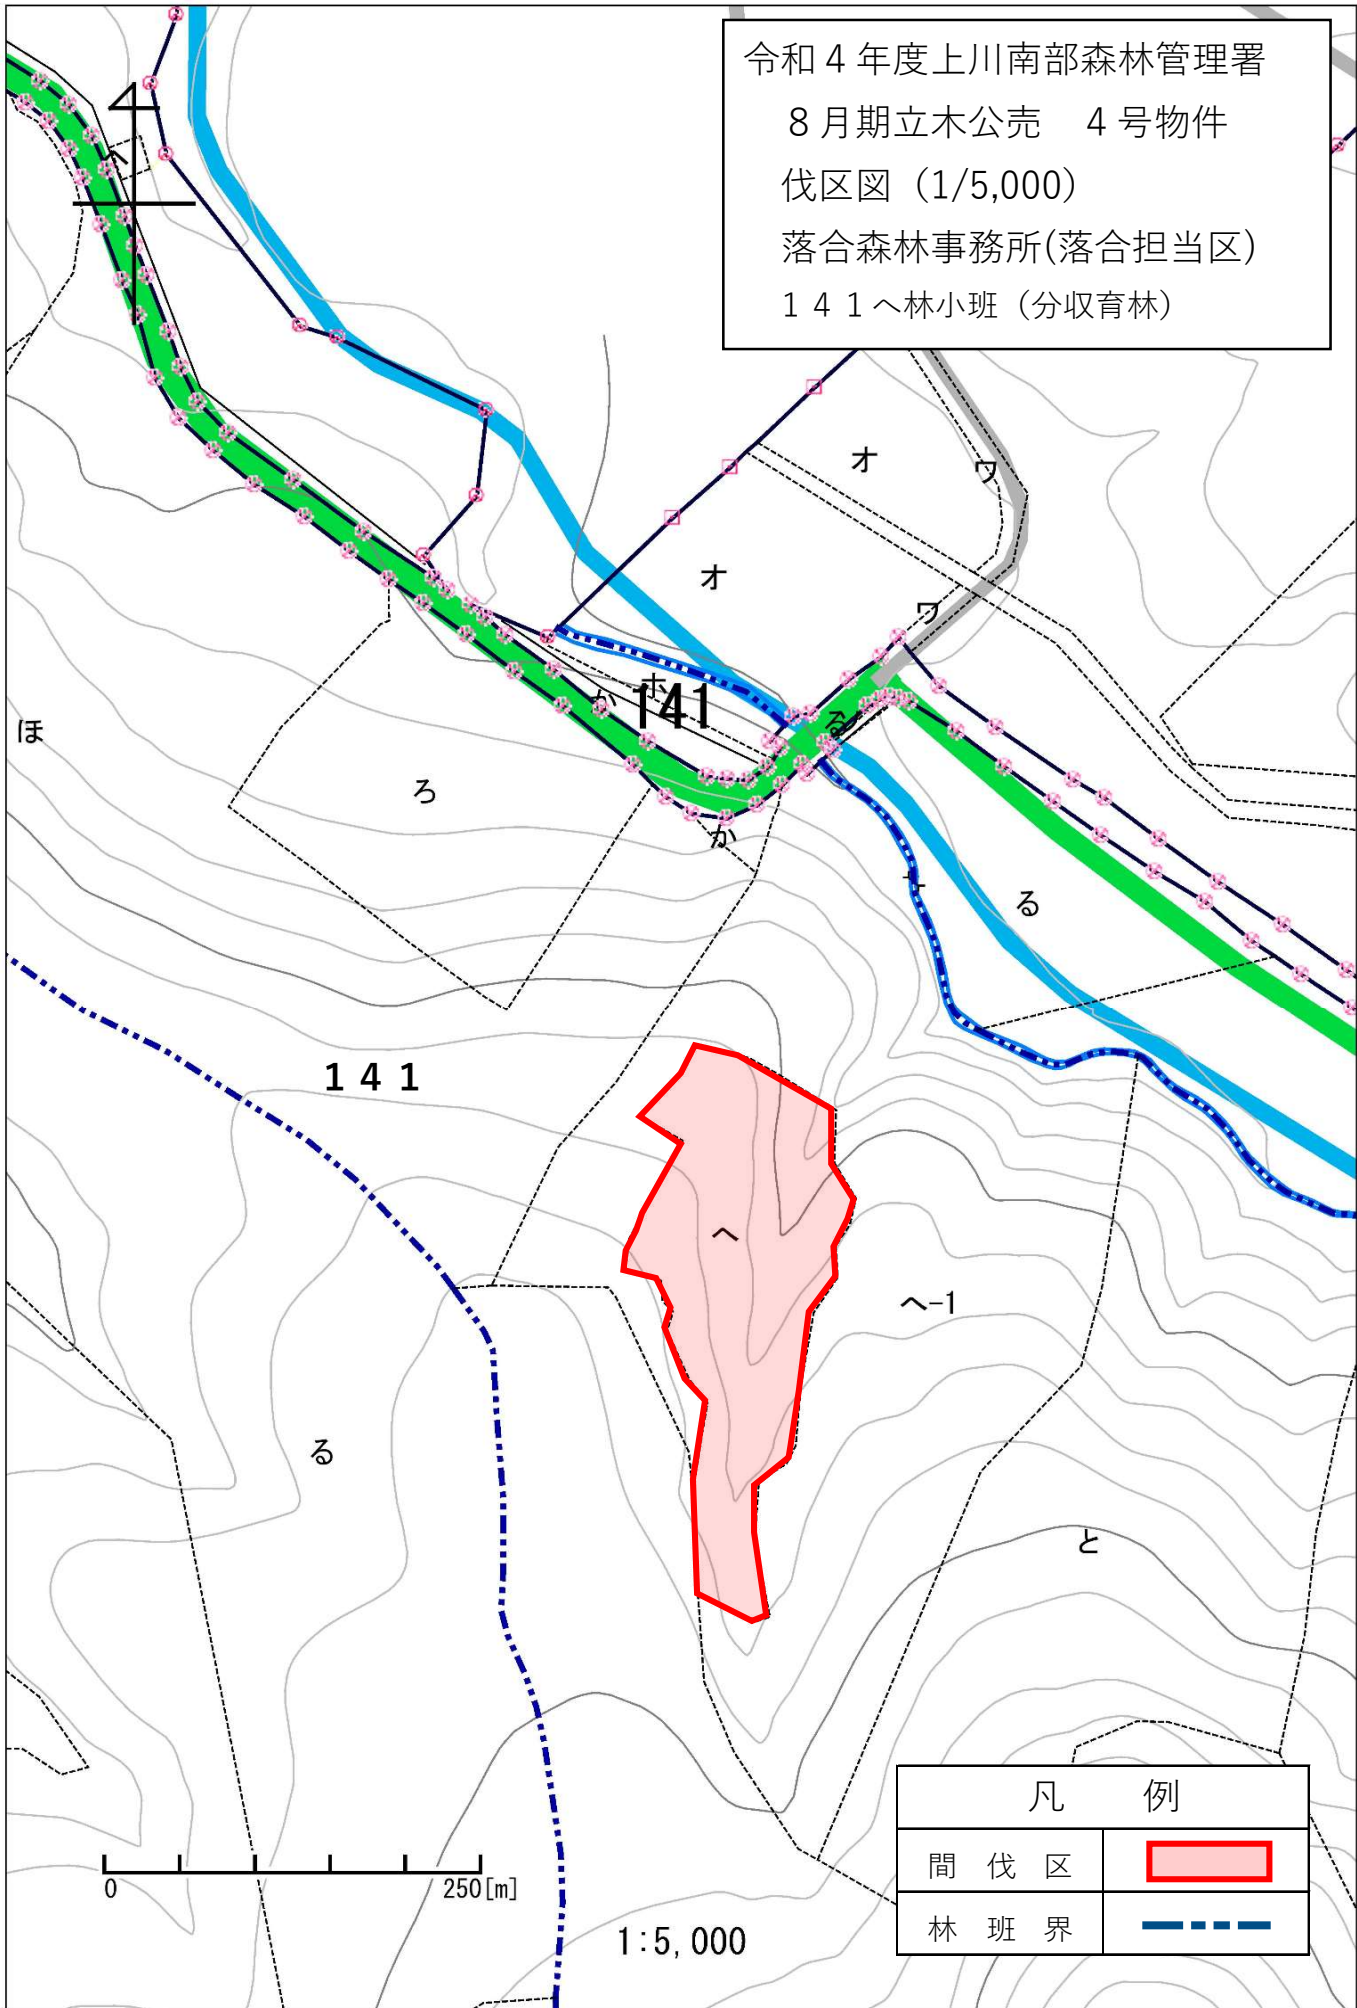 令和４年度上川南部森林管理署
８月期立木公売　４号物件
伐区図（1/5,000）
落合森林事務所(落合担当区)
１４１へ林小班（分収育林）
へ
オ
ワ
オ
ワ
ホ
か
141
る
ほ
ろ
か
る
１４１
へ
へ-1
る
と
凡　例
間 伐 区
林 班 界
0
250[m]
1:5,000